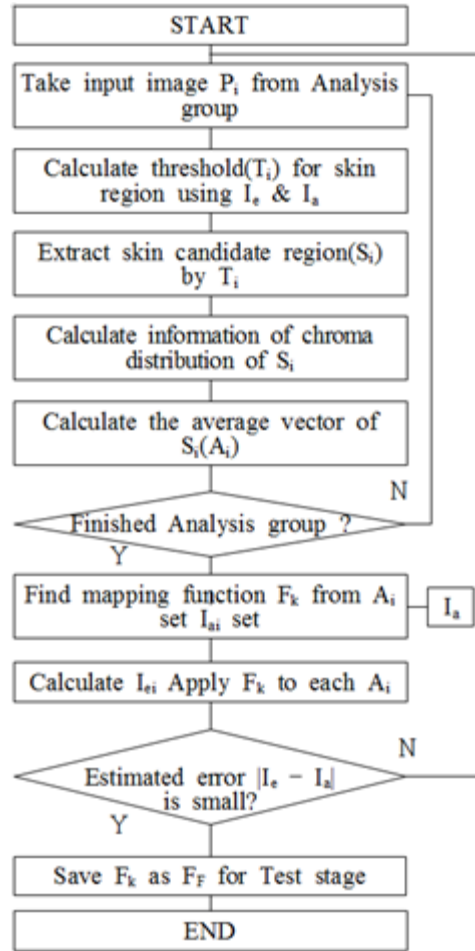 START
Take input image Pᵢ from Analysis
group
Calculate threshold(Tᵢ) for skin
region using Iₑ & Iₐ
Extract skin candidate region(Sᵢ)
by Tᵢ
Calculate information of chroma
distribution of Sᵢ
Calculate the average vector of
Sᵢ(Aᵢ)
N
Finished Analysis group ?
Y
Find mapping function Fₖ from Aᵢ
set Iₐᵢ set
Iₐ
Calculate Iₑᵢ Apply Fₖ to each Aᵢ
N
Estimated error |Iₑ − Iₐ|
is small?
Y
Save Fₖ as F_F for Test stage
END